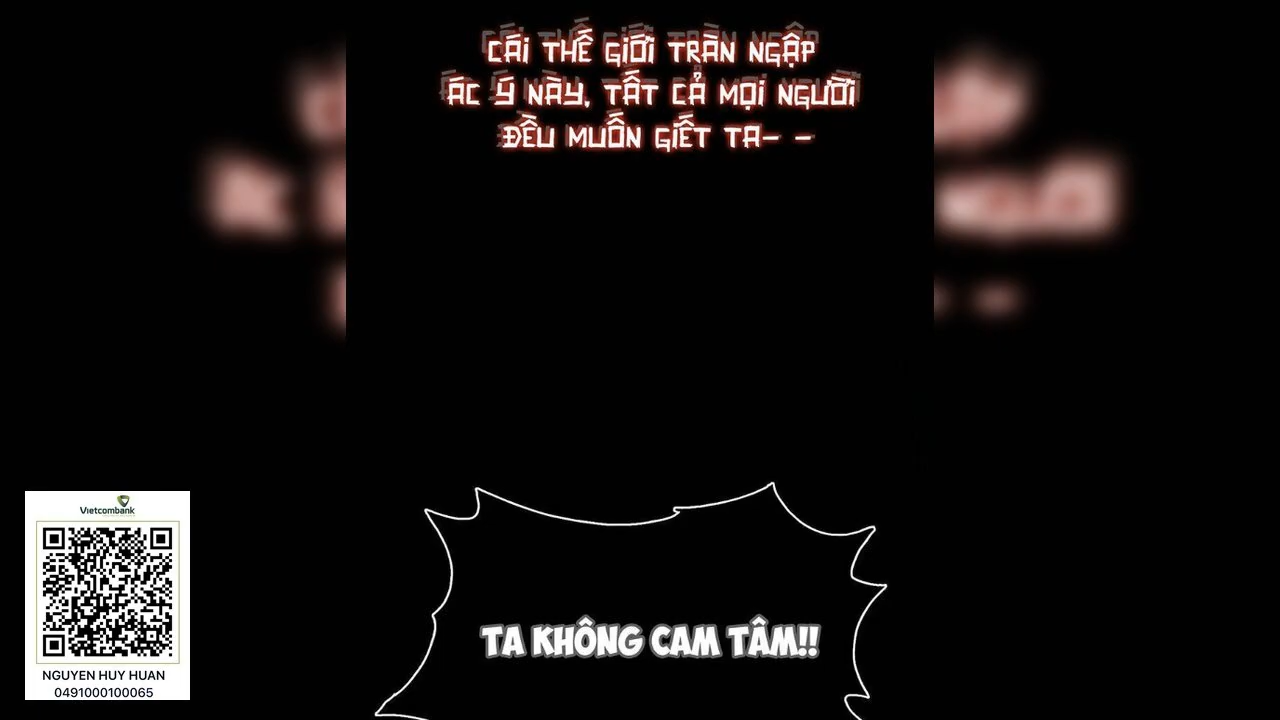 CÁI THẾ GIỚI TRÀN NGẬP
ÁC Ý NÀY, TẤT CẢ MỌI NGƯỜI
ĐỀU MUỐN GIẾT TA- -
TA KHÔNG CAM TÂM!!
Vietcombank
NGUYEN HUY HUAN
0491000100065